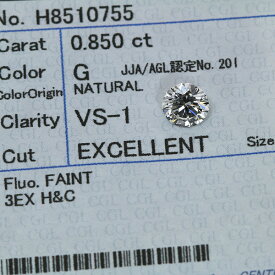 No. H8510755
Carat 0.850 ct
Color G JJA/AGL認定No. 201
ColorOrigin NATURAL
Clarity VS-1
Cut EXCELLENT Size
Fluo. FAINT
3EX H&C
CGL